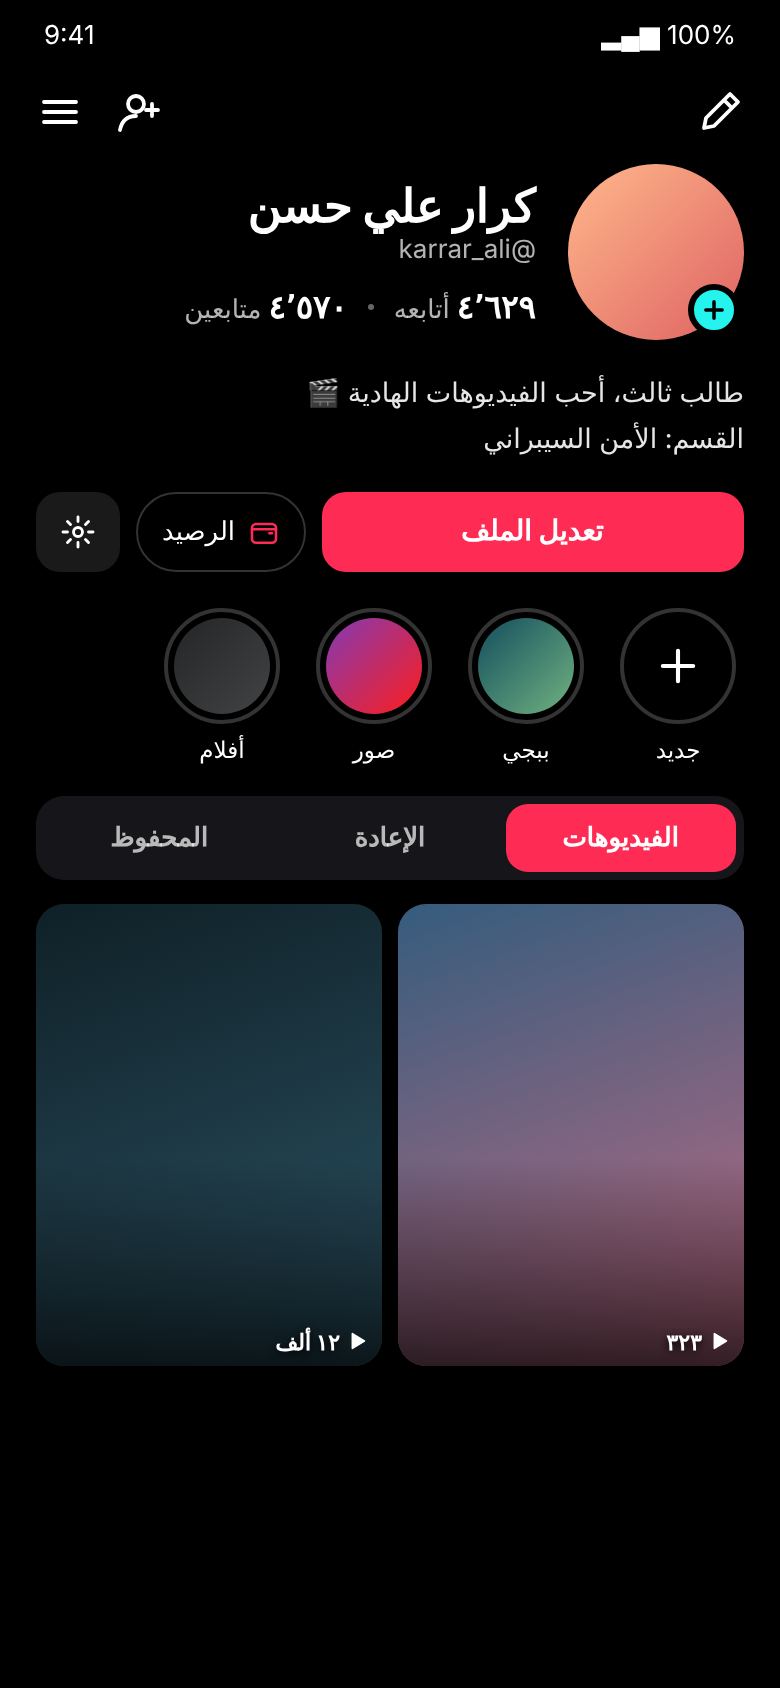 9:41
100%
كرار علي حسن
@karrar_ali
٤٬٦٢٩ أتابعه • ٤٬٥٧٠ متابعين
طالب ثالث، أحب الفيديوهات الهادية 🎬
القسم: الأمن السيبراني
تعديل الملف
الرصيد
جديد
ببجي
صور
أفلام
الفيديوهات
الإعادة
المحفوظ
٣٢٣
١٢ ألف